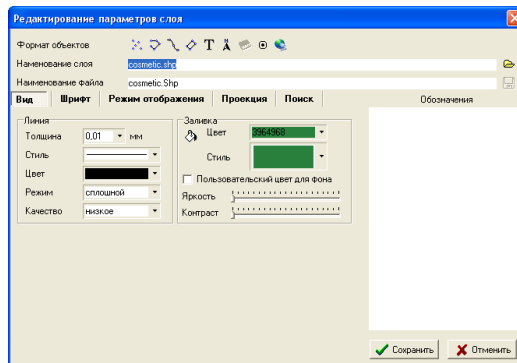 Редактирование параметров слоя
Формат объектов
Наменование слоя cosmetic.shp
Наименование файла cosmetic.Shp
Вид Шрифт Режим отображения Проекция Поиск Обозначения
Линия Заливка
Толщина 0,01 мм Цвет 3964968
Стиль Стиль
Цвет Пользовательский цвет для фона
Режим сплошной Яркость
Качество низкое Контраст
Сохранить Отменить